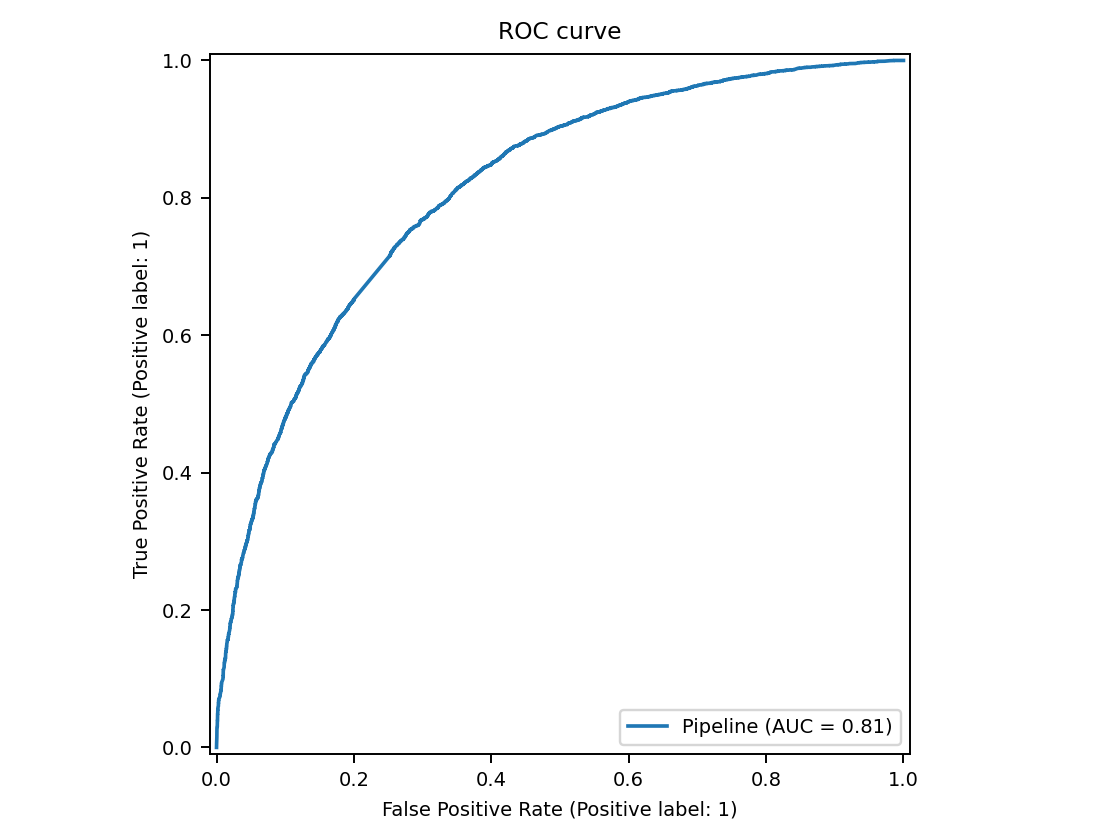 ROC curve
1.0
0.8
0.6
0.4
0.2
0.0
True Positive Rate (Positive label: 1)
0.0 0.2 0.4 0.6 0.8 1.0
False Positive Rate (Positive label: 1)
Pipeline (AUC = 0.81)